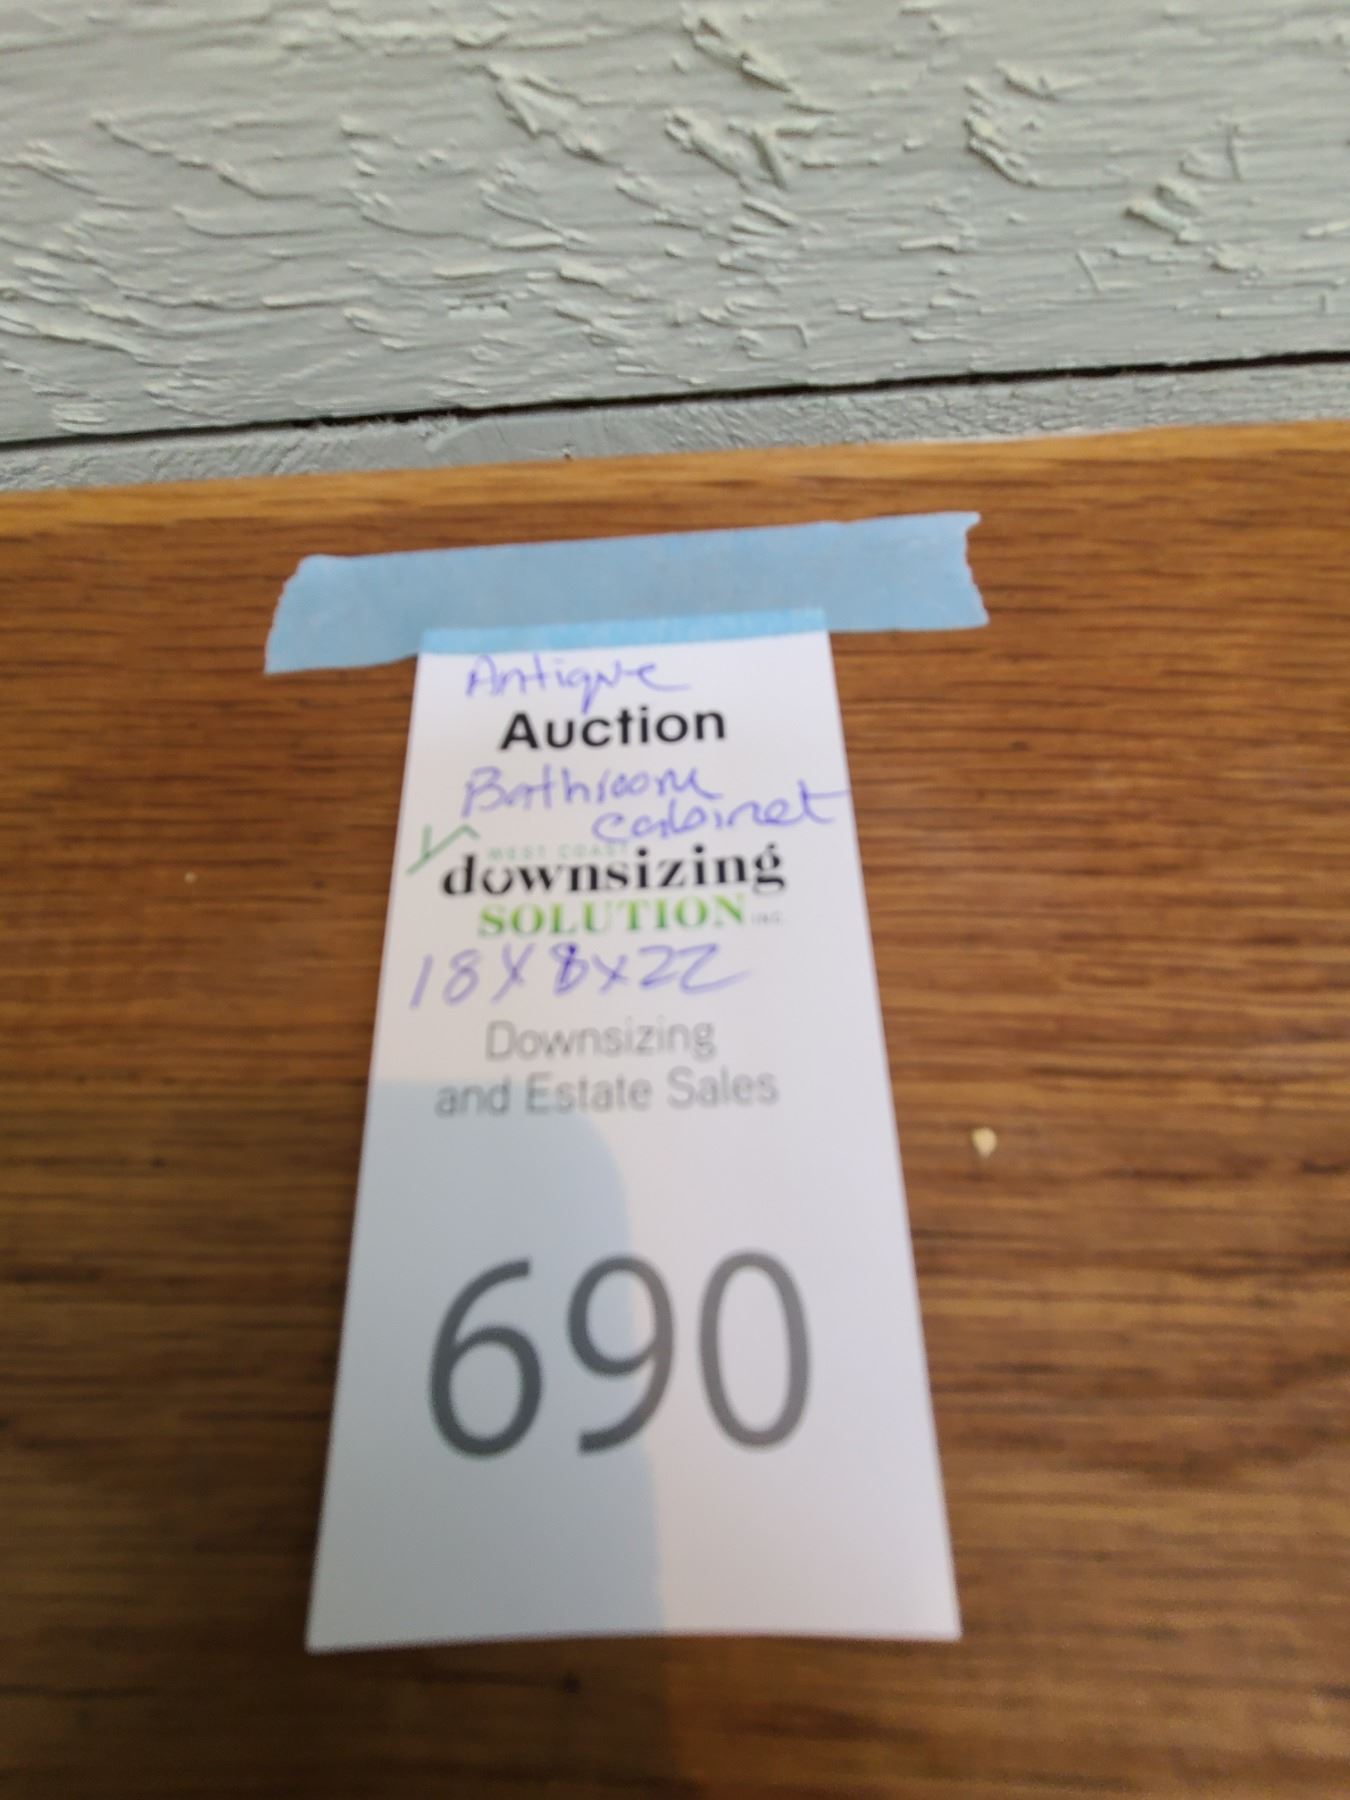 Antique
Auction
Bathroom
cabinet
WEST COAST
downsizing
SOLUTION INC.
18X8x22
Downsizing
and Estate Sales
690